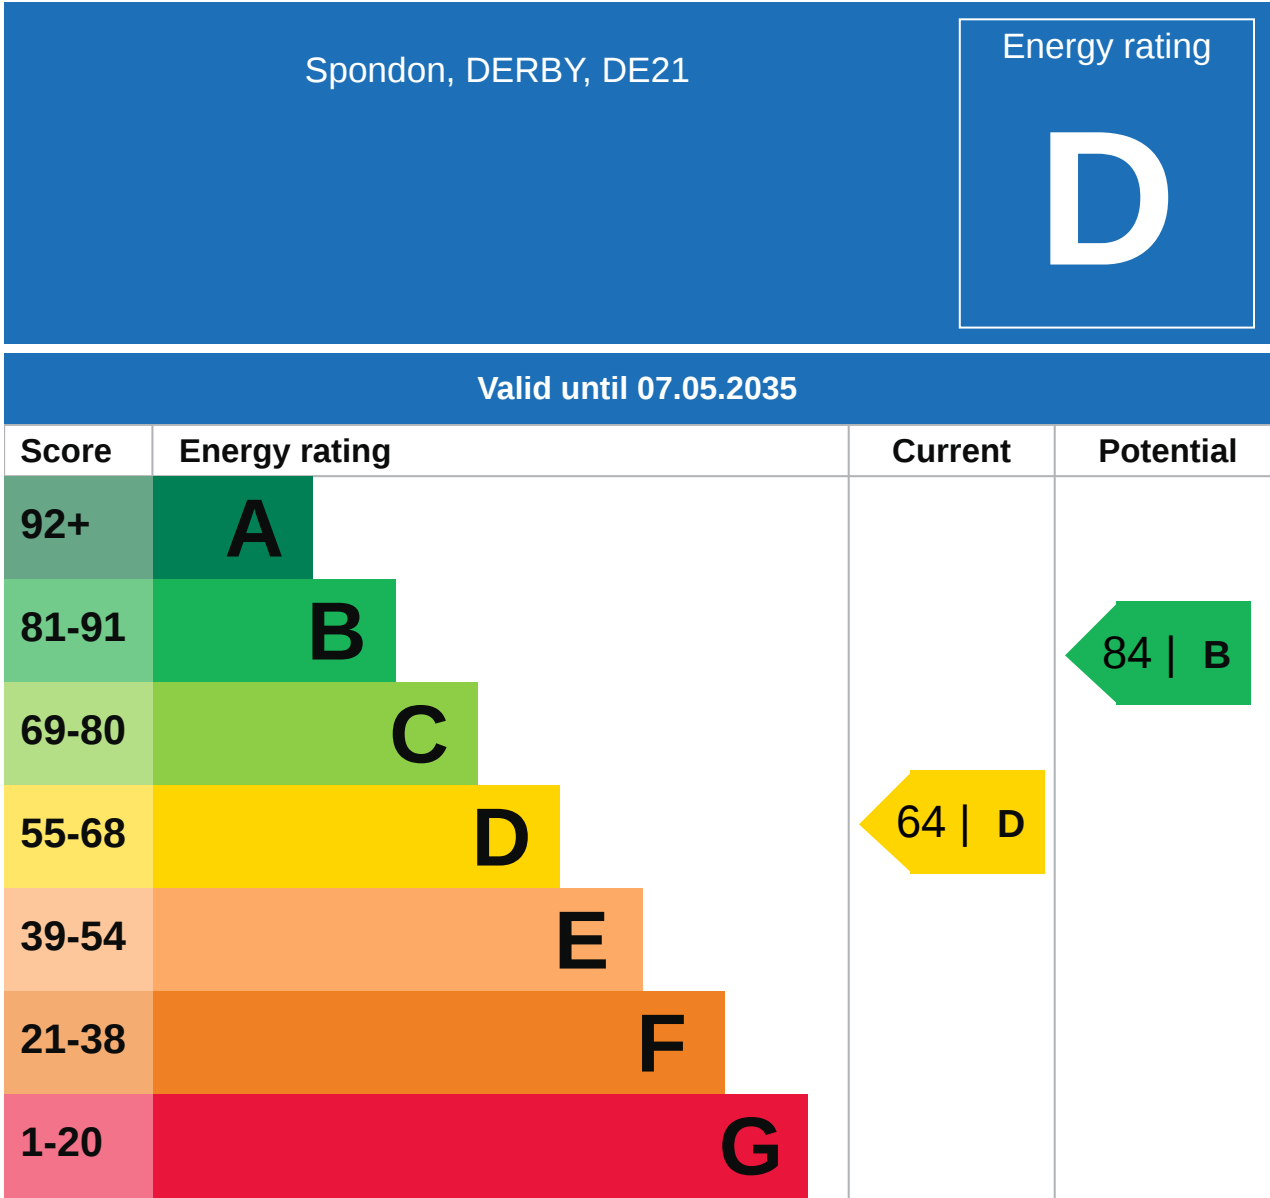 Spondon, DERBY, DE21
Energy rating
D
Valid until 07.05.2035
Score Energy rating Current Potential
92+ A
81-91 B
84 | B
69-80 C
55-68 D
64 | D
39-54 E
21-38 F
1-20 G